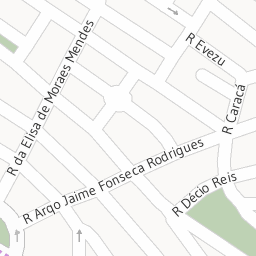 R Evezu
R Caracá
R da Elisa de Moraes Mendes
R Arqo Jaime Fonseca Rodrigues
R Décio Reis